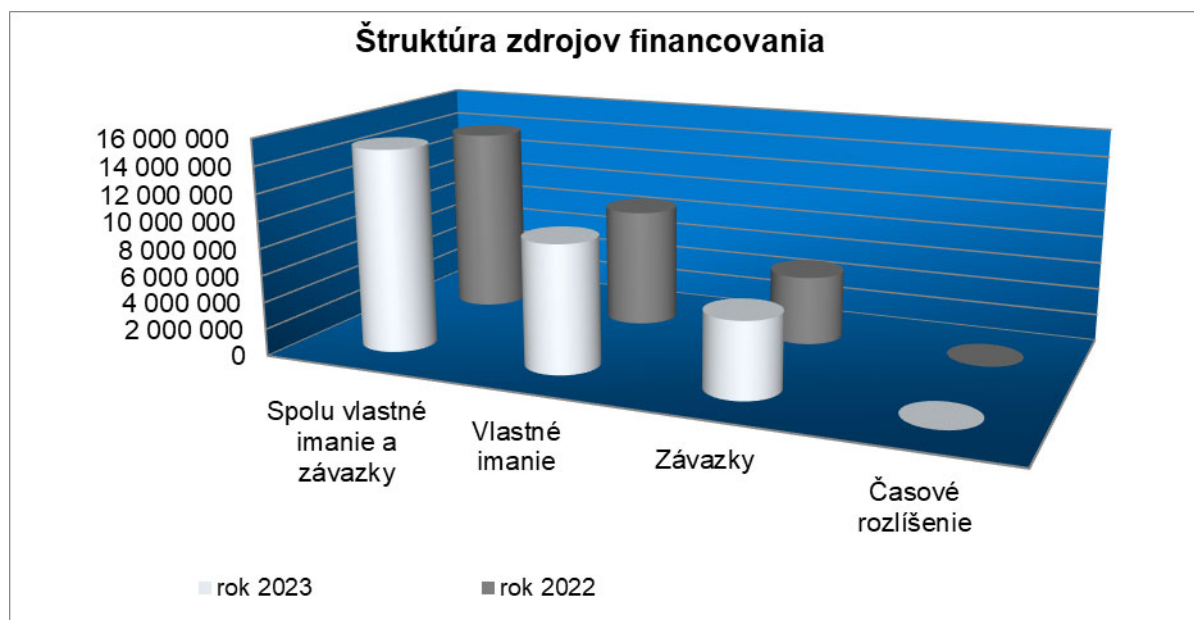 Štruktúra zdrojov financovania
16 000 000
14 000 000
12 000 000
10 000 000
8 000 000
6 000 000
4 000 000
2 000 000
0
Spolu vlastné
imanie a
závazky
Vlastné
imanie
Závazky
Časové
rozlíšenie
rok 2023
rok 2022